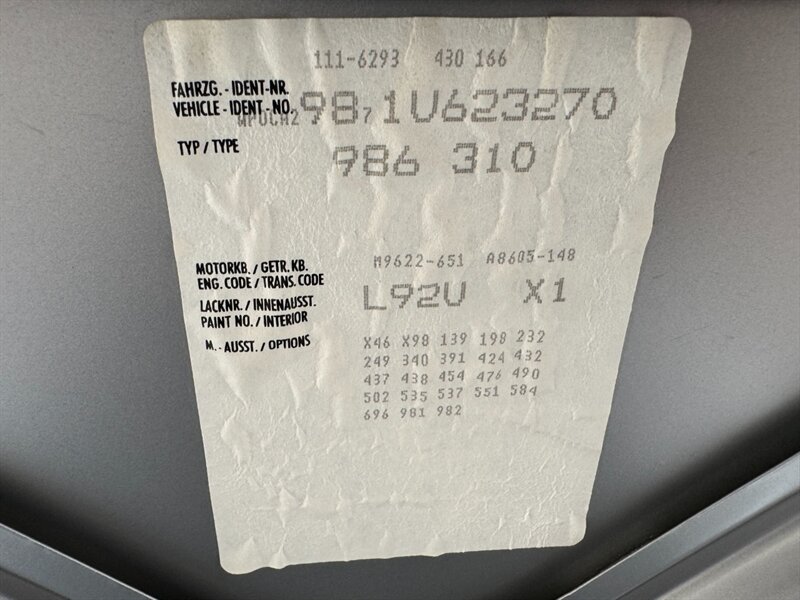 111-6293 430 166
FAHRZG. - IDENT-NR.
VEHICLE - IDENT - NO. WP0CA2 98 7 1U623270
TYP / TYPE 986 310
MOTORKB. / GETR. KB. M9622-651 A8605-148
ENG. CODE / TRANS. CODE
LACKNR. / INNENAUSST. L92U X1
PAINT NO. / INTERIOR
M. - AUSST. / OPTIONS X46 X98 139 198 232
249 340 391 424 432
437 438 454 476 490
502 535 537 551 584
696 981 982